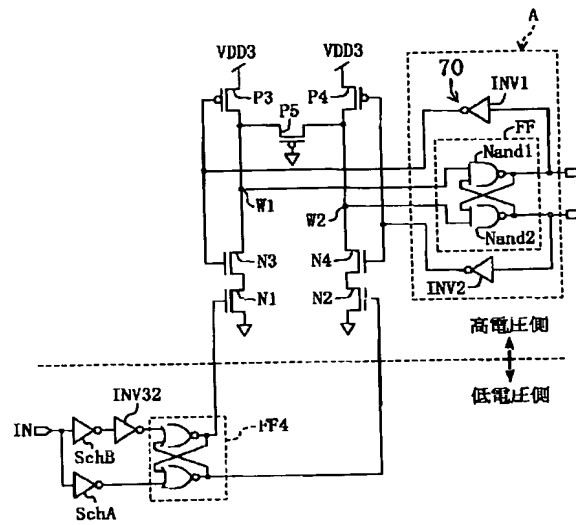 A
VDD3
VDD3
P3
P4
P5
70
INV1
FF
Nand1
W1
W2
Nand2
N3
N4
INV2
N1
N2
高電圧側
低電圧側
INV32
IN
SchB
FF4
SchA